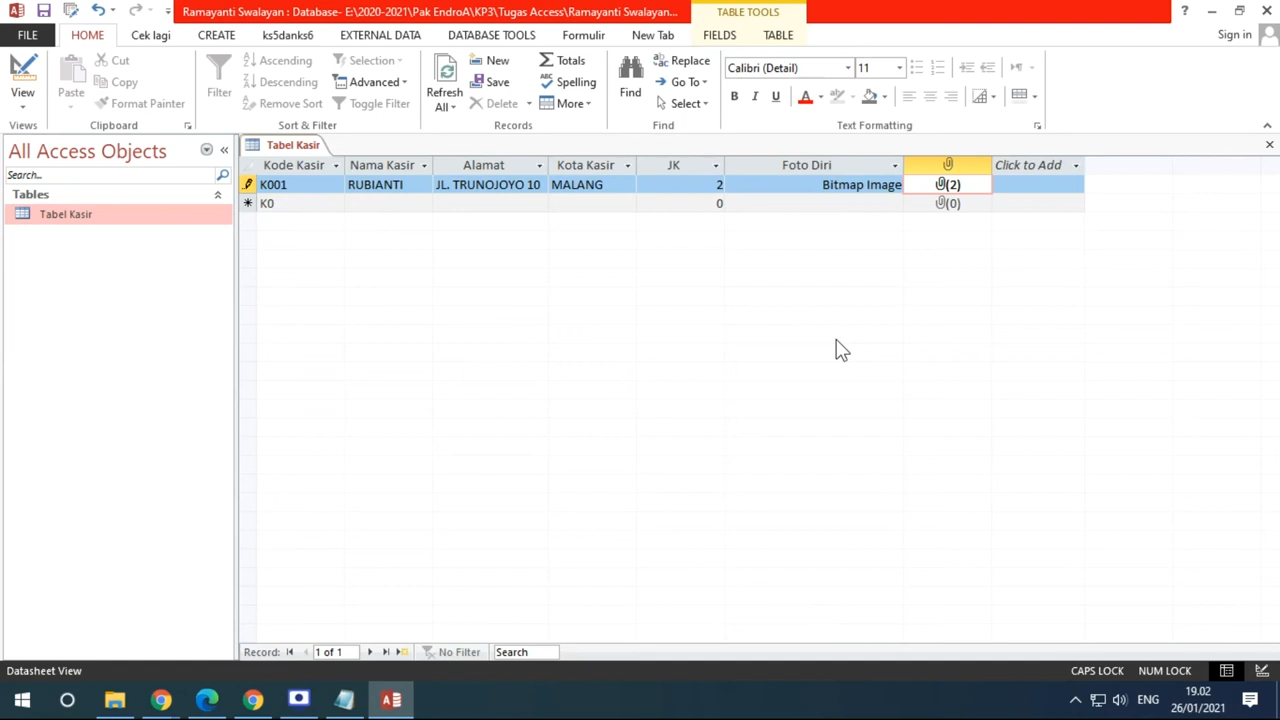 Ramayanti Swalayan : Database- E:\2020-2021\Pak EndroA\KP3\Tugas Access\Ramayanti Swalayan...
TABLE TOOLS
?
FILE HOME Cek lagi CREATE ks5danks6 EXTERNAL DATA DATABASE TOOLS Formulir New Tab FIELDS TABLE Sign in
View
Views
Paste
Cut
Copy
Format Painter
Clipboard
Filter
Ascending
Descending
Remove Sort
Selection
Advanced
Toggle Filter
Sort & Filter
Refresh
All
New
Save
Delete
Totals
Spelling
More
Records
Find
Replace
Go To
Select
Find
Calibri (Detail) 11
B I U A
Text Formatting
All Access Objects
Search...
Tables
Tabel Kasir
Tabel Kasir
Kode Kasir Nama Kasir Alamat Kota Kasir JK Foto Diri Click to Add
K001 RUBIANTI JL. TRUNOJOYO 10 MALANG 2 Bitmap Image (2)
K0 0 (0)
Record: 1 of 1 No Filter Search
Datasheet View CAPS LOCK NUM LOCK
ENG
19.02
26/01/2021